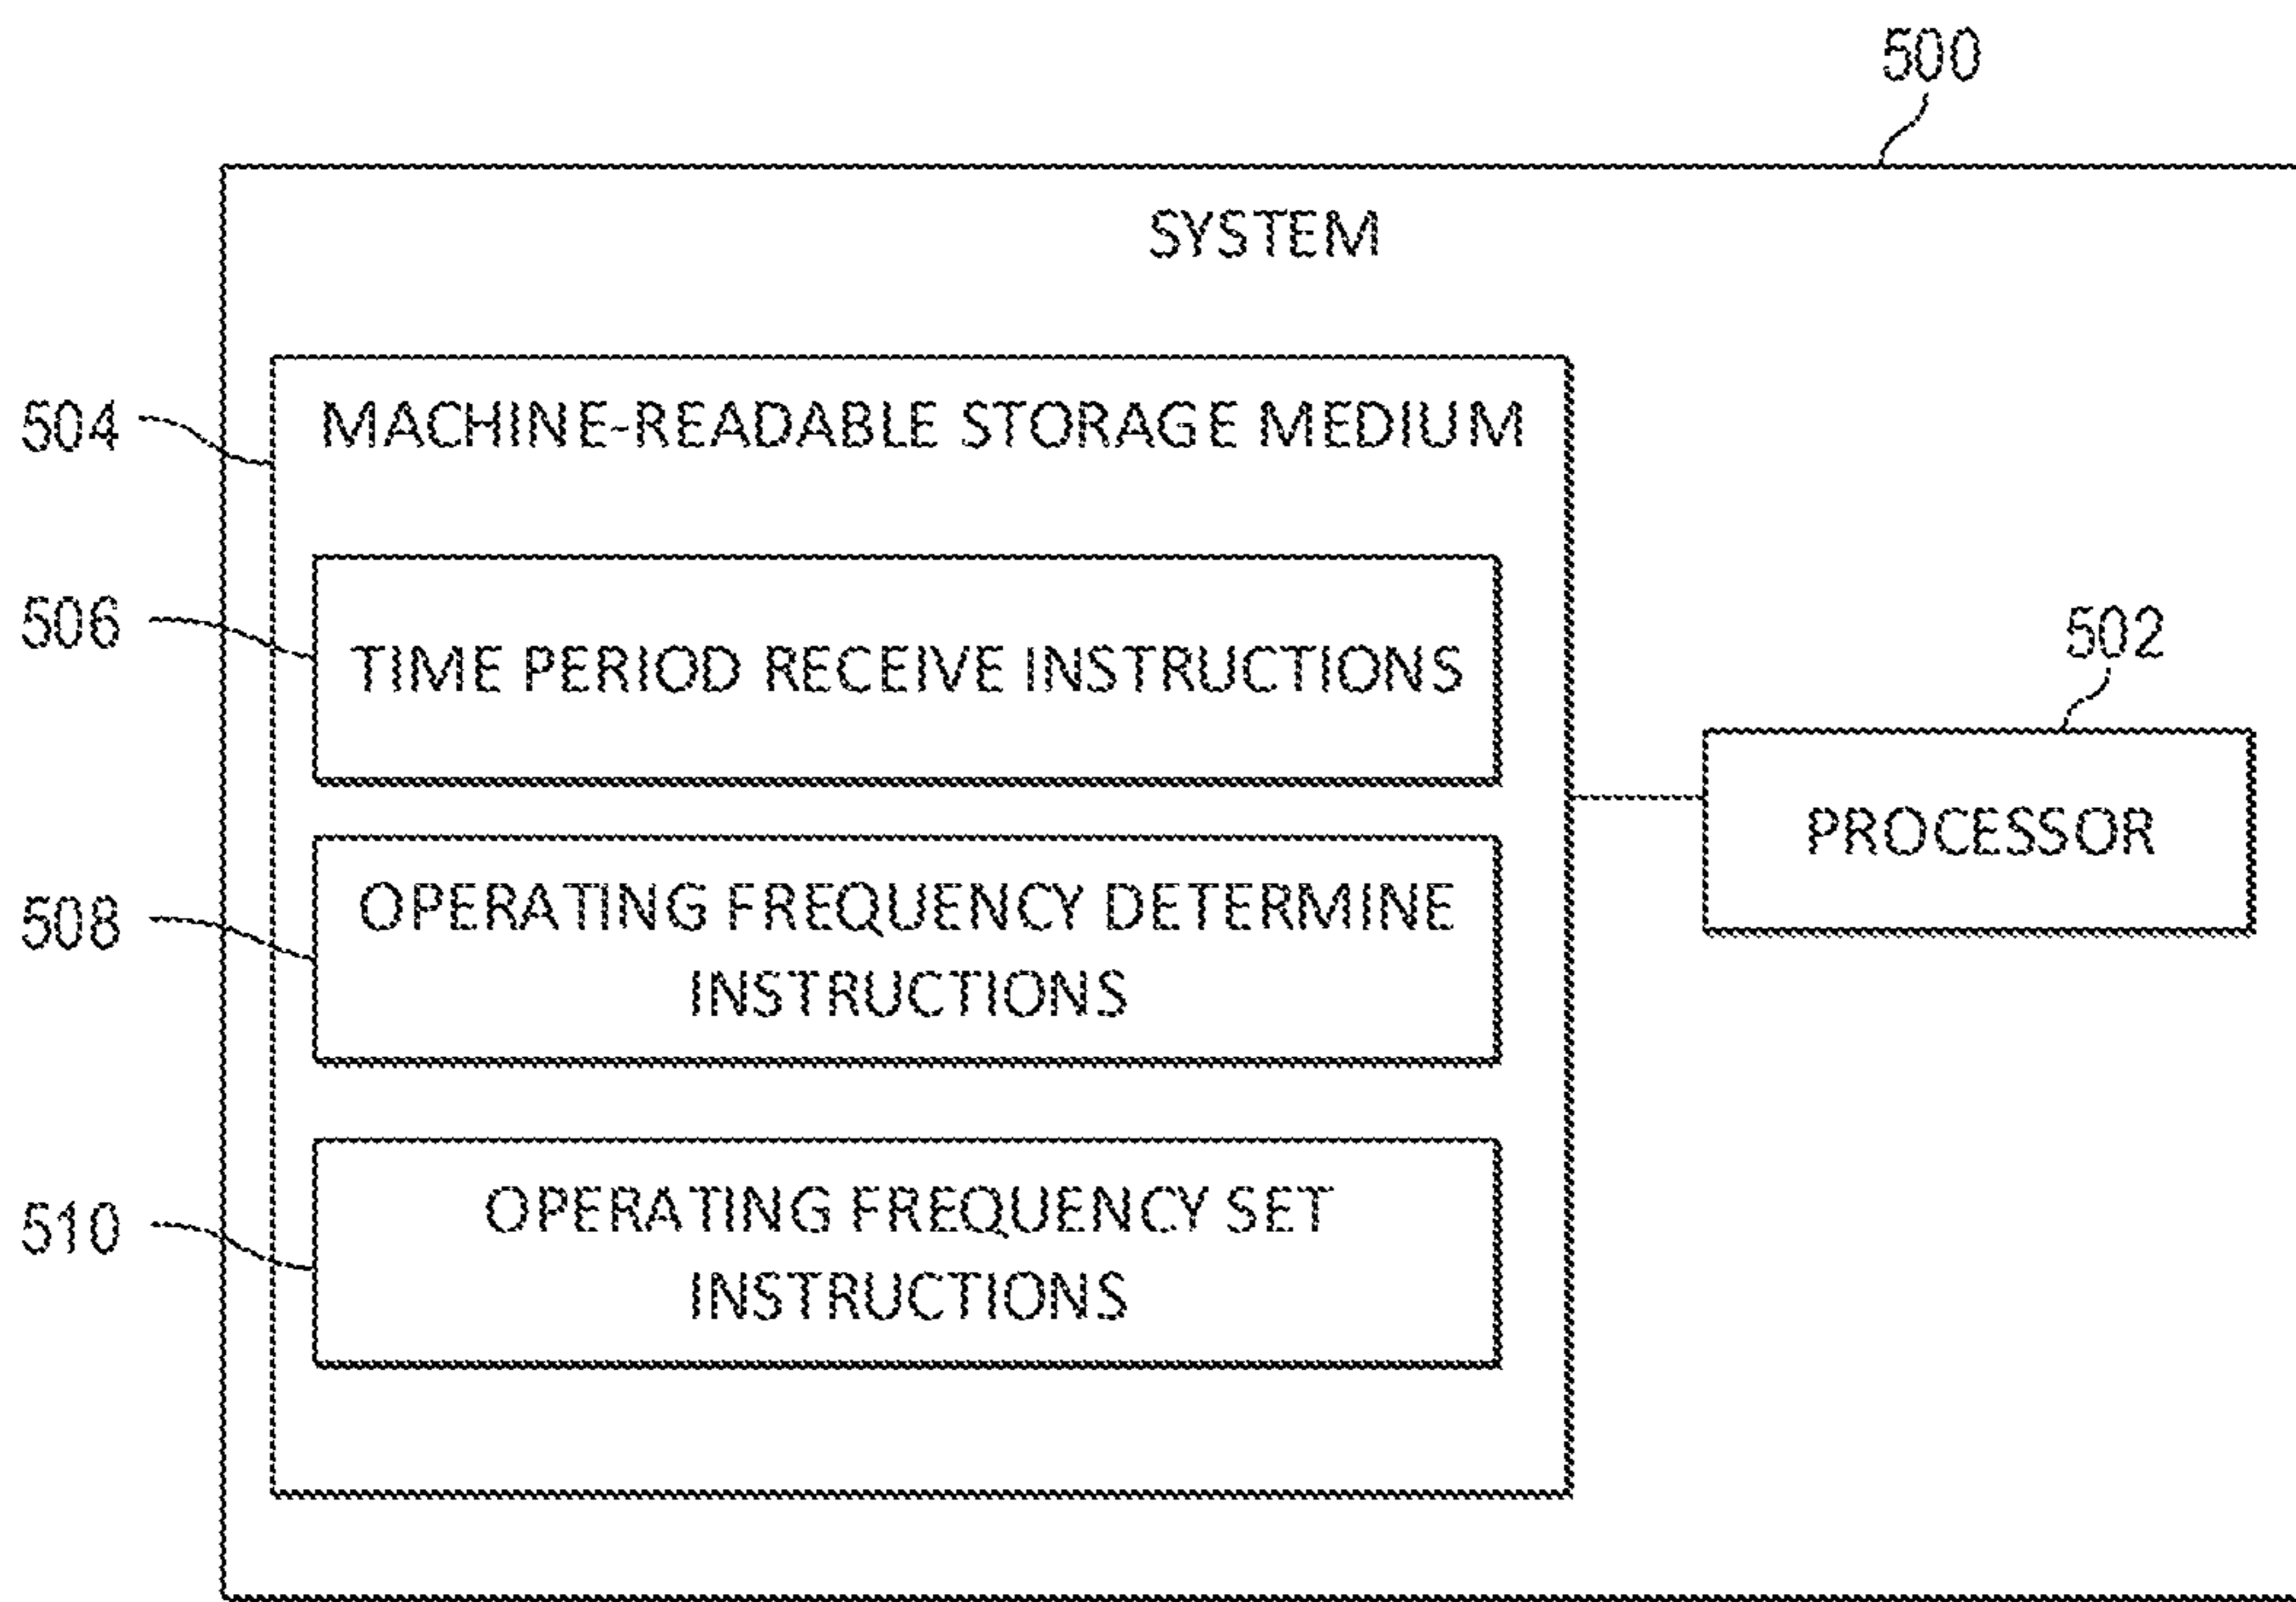 500
SYSTEM
504
MACHINE-READABLE STORAGE MEDIUM
506
TIME PERIOD RECEIVE INSTRUCTIONS
502
PROCESSOR
508
OPERATING FREQUENCY DETERMINE
INSTRUCTIONS
510
OPERATING FREQUENCY SET
INSTRUCTIONS